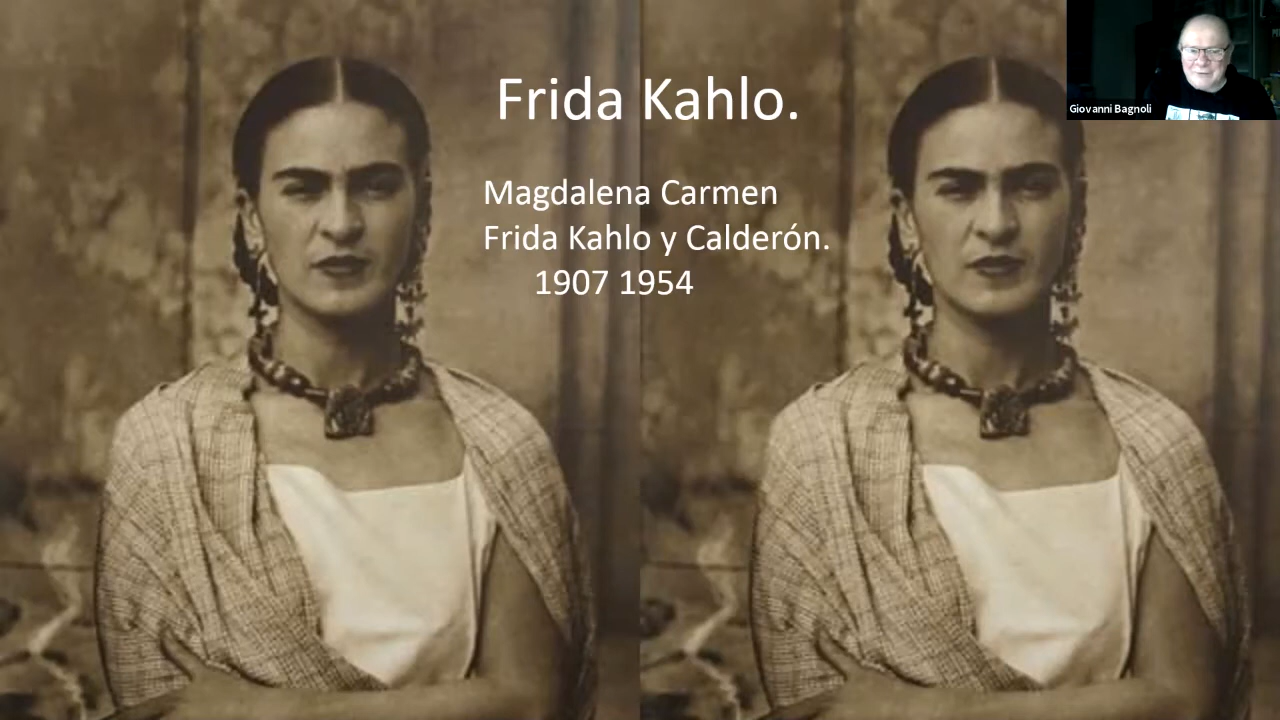 Frida Kahlo.
Giovanni Bagnoli
Magdalena Carmen
Frida Kahlo y Calderón.
1907 1954